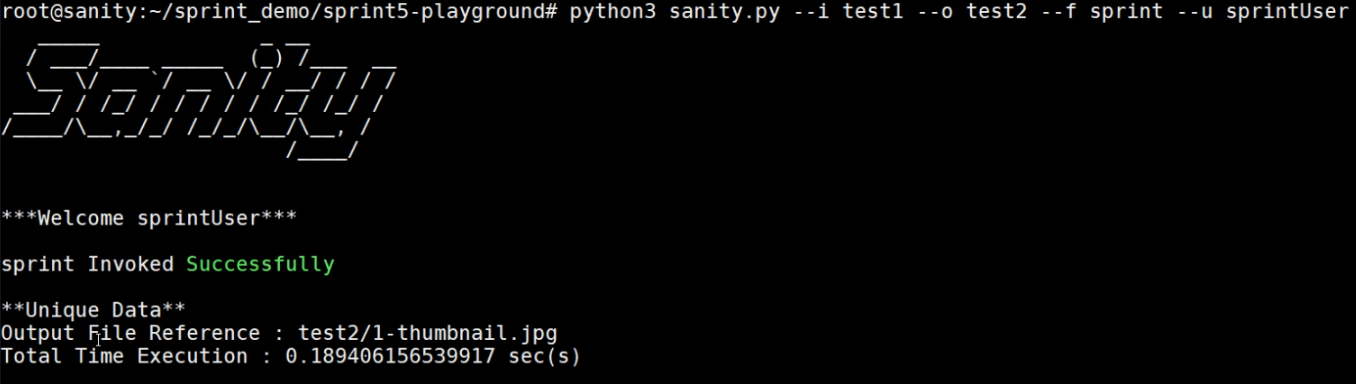 root@sanity:~/sprint_demo/sprint5-playground# python3 sanity.py --i test1 --o test2 --f sprint --u sprintUser
Sanity
***Welcome sprintUser***
sprint Invoked Successfully
**Unique Data**
Output File Reference : test2/1-thumbnail.jpg
Total Time Execution : 0.189406156539917 sec(s)